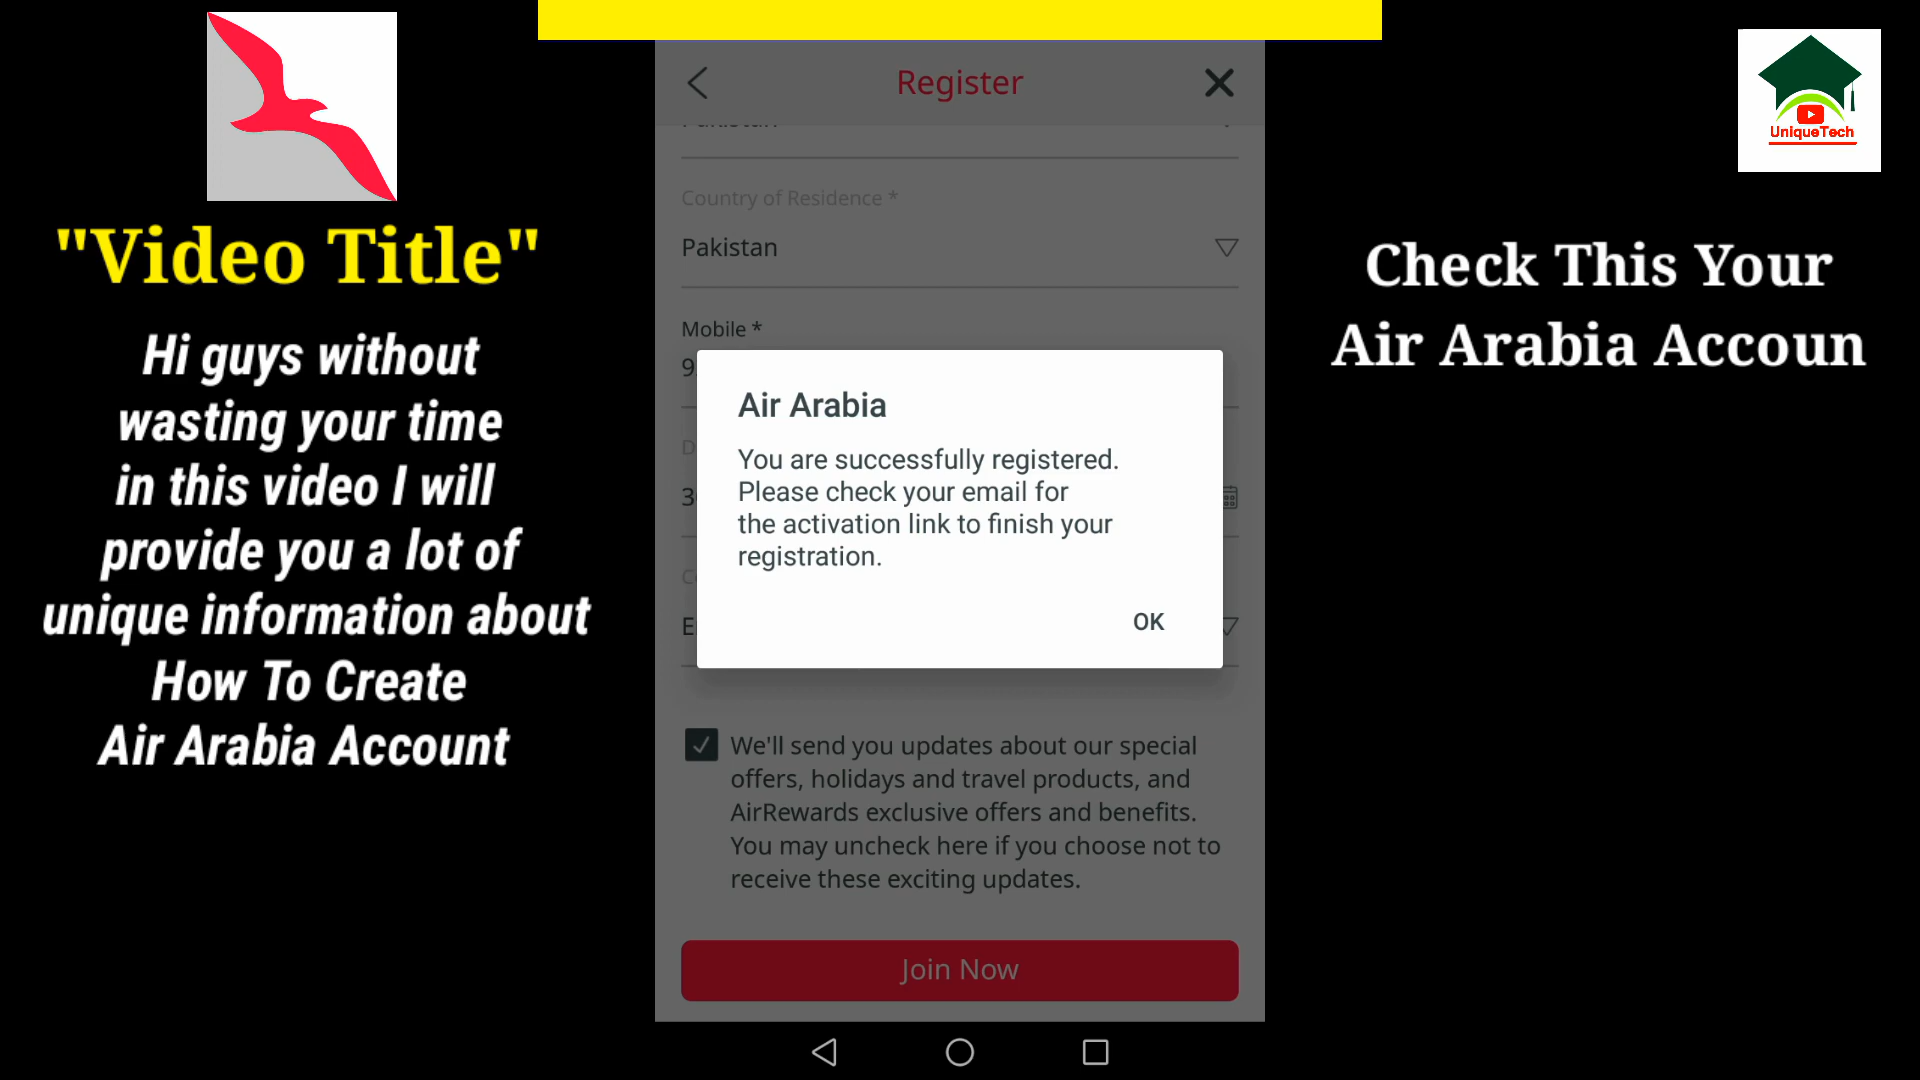 "Video Title"
Hi guys without
wasting your time
in this video I will
provide you a lot of
unique information about
How To Create
Air Arabia Account
Register
Country of Residence *
Pakistan
Mobile *
9
D
3
C
E
Air Arabia
You are successfully registered.
Please check your email for
the activation link to finish your
registration.
OK
We'll send you updates about our special
offers, holidays and travel products, and
AirRewards exclusive offers and benefits.
You may uncheck here if you choose not to
receive these exciting updates.
Join Now
UniqueTech
Check This Your
Air Arabia Accoun